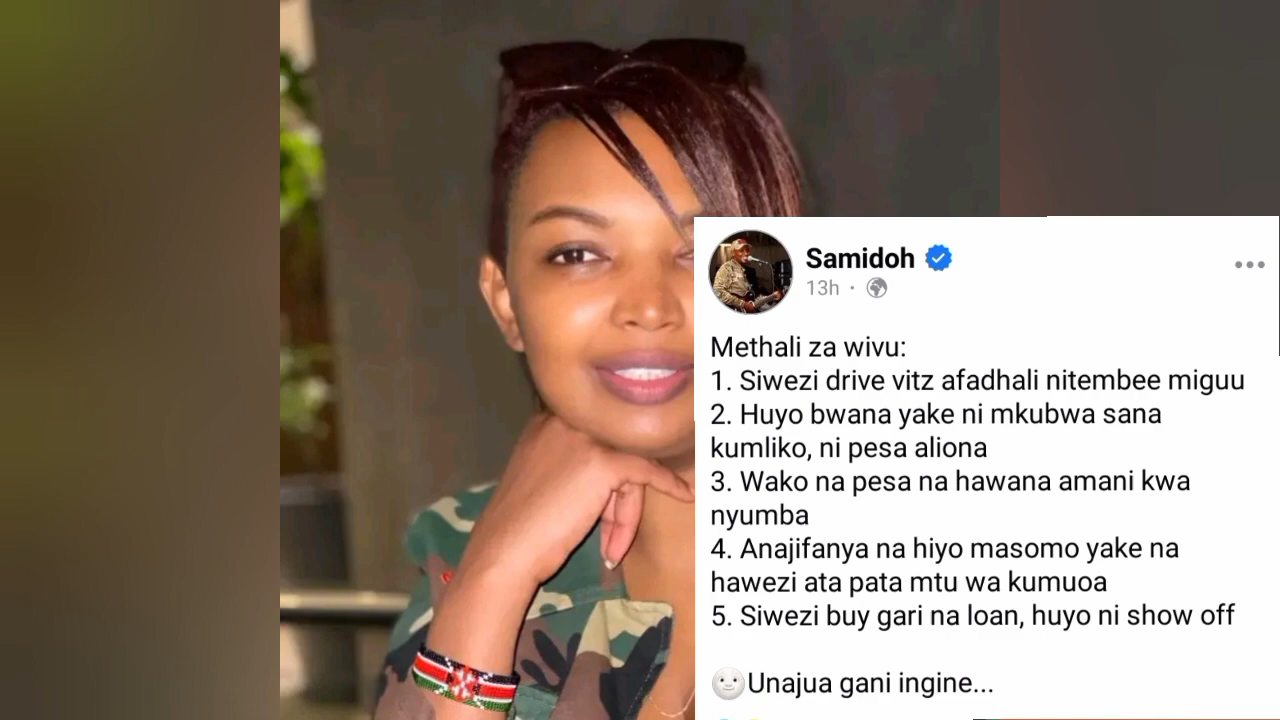 Samidoh
13h ·
Methali za wivu:
1. Siwezi drive vitz afadhali nitembee miguu
2. Huyo bwana yake ni mkubwa sana
kumliko, ni pesa aliona
3. Wako na pesa na hawana amani kwa
nyumba
4. Anajifanya na hiyo masomo yake na
hawezi ata pata mtu wa kumuoa
5. Siwezi buy gari na loan, huyo ni show off
🌝Unajua gani ingine...